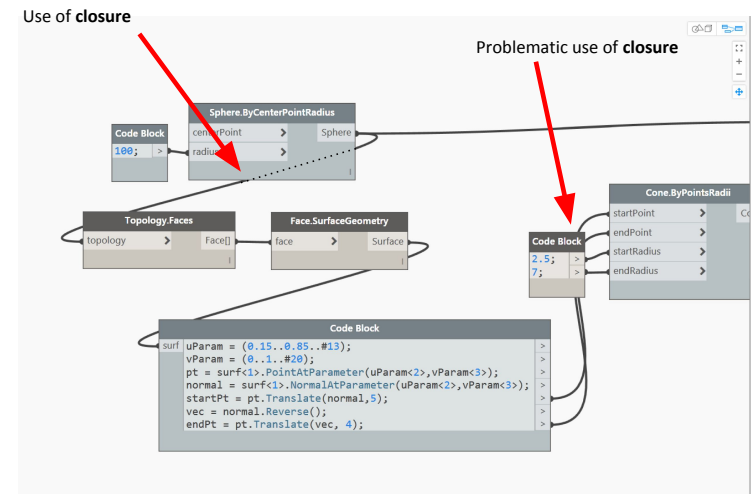 Use of closure
Problematic use of closure
Sphere.ByCenterPointRadius
centerPoint > Sphere
radius >
Code Block
100; >
Cone.ByPointsRadii
startPoint >
endPoint >
startRadius >
endRadius >
Topology.Faces
topology > Face[]
Face.SurfaceGeometry
face > Surface
Code Block
2.5; >
7; >
Code Block
surf uParam = (0.15..0.85..#13); >
vParam = (0..1..#20); >
pt = surf<1>.PointAtParameter(uParam<2>,vParam<3>); >
normal = surf<1>.NormalAtParameter(uParam<2>,vParam<3>); >
startPt = pt.Translate(normal,5); >
vec = normal.Reverse(); >
endPt = pt.Translate(vec, 4); >